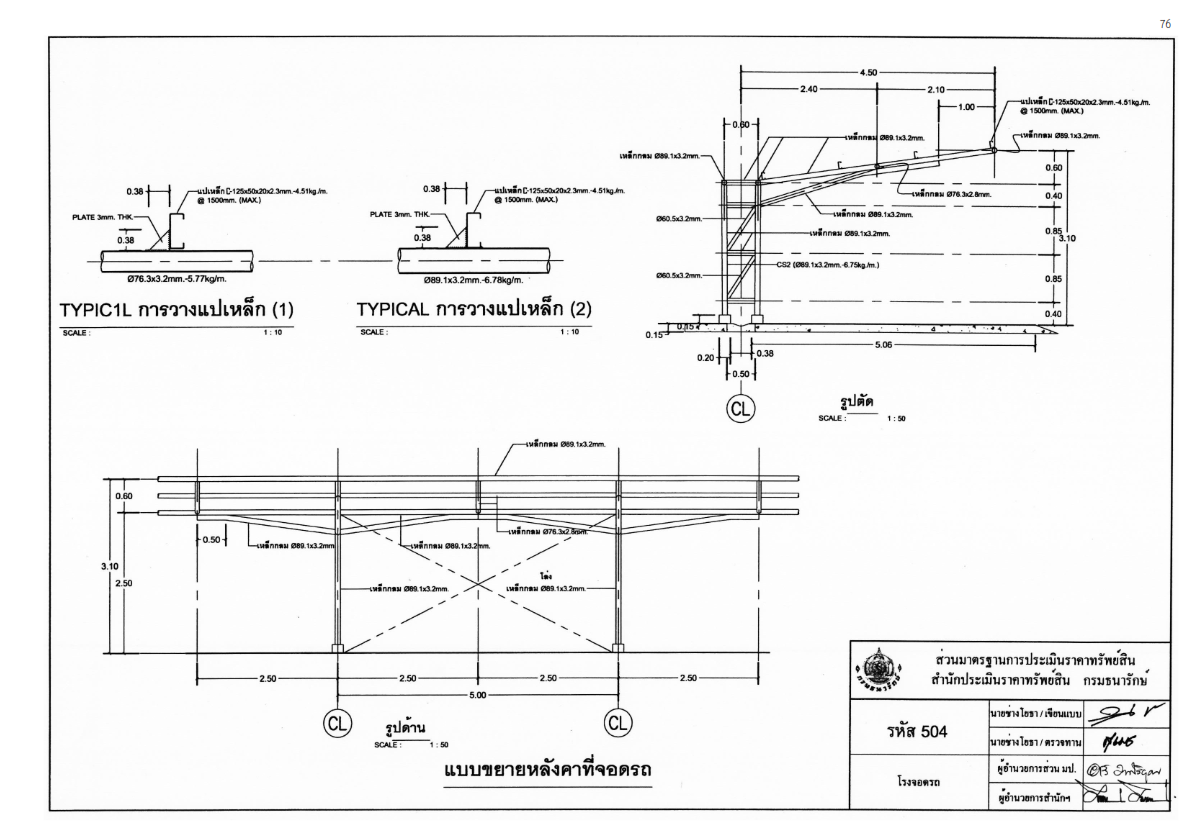 76
4.50
2.40
2.10
1.00
แปเหล็ก [-125x50x20x2.3mm.-4.51kg./m.
@ 1500mm. (MAX.)
0.60
เหล็กกลม Ø89.1x3.2mm.
เหล็กกลม Ø89.1x3.2mm.
เหล็กกลม Ø89.1x3.2mm.
0.60
เหล็กกลม Ø76.3x2.8mm.
0.40
เหล็กกลม Ø89.1x3.2mm.
Ø60.5x3.2mm.
เหล็กกลม Ø89.1x3.2mm.
0.85
3.10
CS2 (Ø89.1x3.2mm.-6.75kg./m.)
Ø60.5x3.2mm.
0.85
0.40
0.15
0.15
5.06
0.20
0.38
0.50
CL
รูปตัด
SCALE :
1 : 50
0.38
แปเหล็ก [-125x50x20x2.3mm.-4.51kg./m.
@ 1500mm. (MAX.)
PLATE 3mm. THK.
0.38
Ø76.3x3.2mm.-5.77kg/m.
TYPIC1L การวางแปเหล็ก (1)
SCALE :
1 : 10
0.38
แปเหล็ก [-125x50x20x2.3mm.-4.51kg./m.
@ 1500mm. (MAX.)
PLATE 3mm. THK.
0.38
Ø89.1x3.2mm.-6.78kg/m.
TYPICAL การวางแปเหล็ก (2)
SCALE :
1 : 10
เหล็กกลม Ø89.1x3.2mm.
0.60
0.50
เหล็กกลม Ø89.1x3.2mm.
เหล็กกลม Ø89.1x3.2mm.
เหล็กกลม Ø76.3x2.8mm.
3.10
2.50
โล่ง
เหล็กกลม Ø89.1x3.2mm.
เหล็กกลม Ø89.1x3.2mm.
2.50
2.50
2.50
2.50
5.00
CL
CL
รูปด้าน
SCALE :
1 : 50
แบบขยายหลังคาที่จอดรถ
กรมธนารักษ์
ส่วนมาตรฐานการประเมินราคาทรัพย์สิน
สำนักประเมินราคาทรัพย์สิน กรมธนารักษ์
รหัส 504
นายช่างโยธา / เขียนแบบ
นายช่างโยธา / ตรวจทาน
โรงจอดรถ
ผู้อำนวยการส่วน มป.
ผู้อำนวยการสำนักฯ